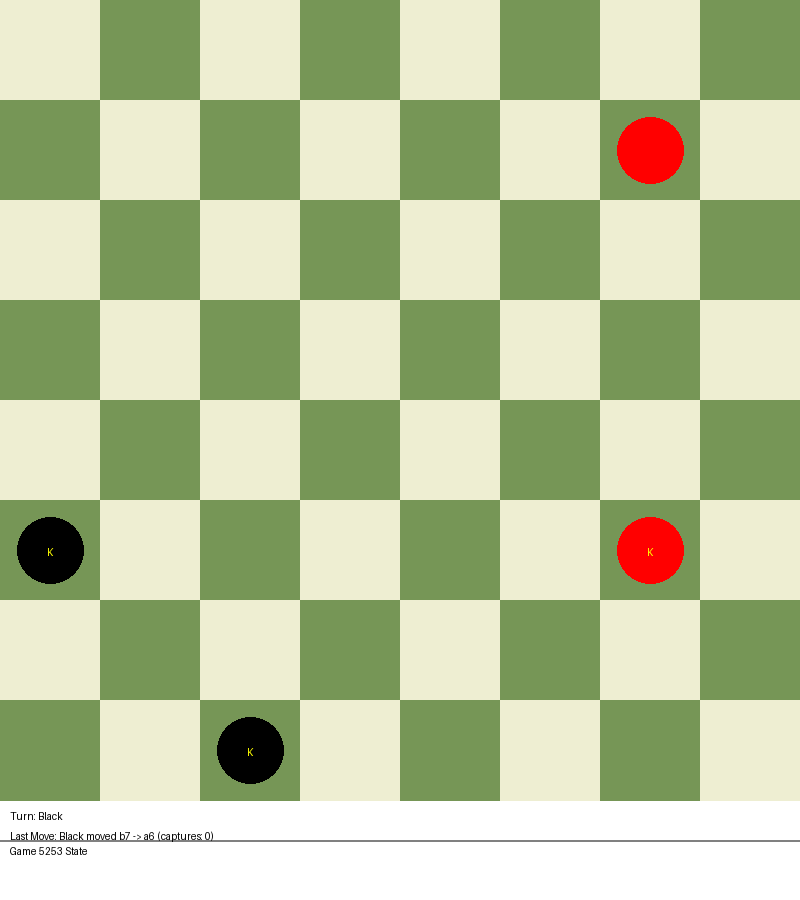 K
K
K
Turn: Black
Last Move: Black moved b7 -> a6 (captures: 0)
Game 5253 State